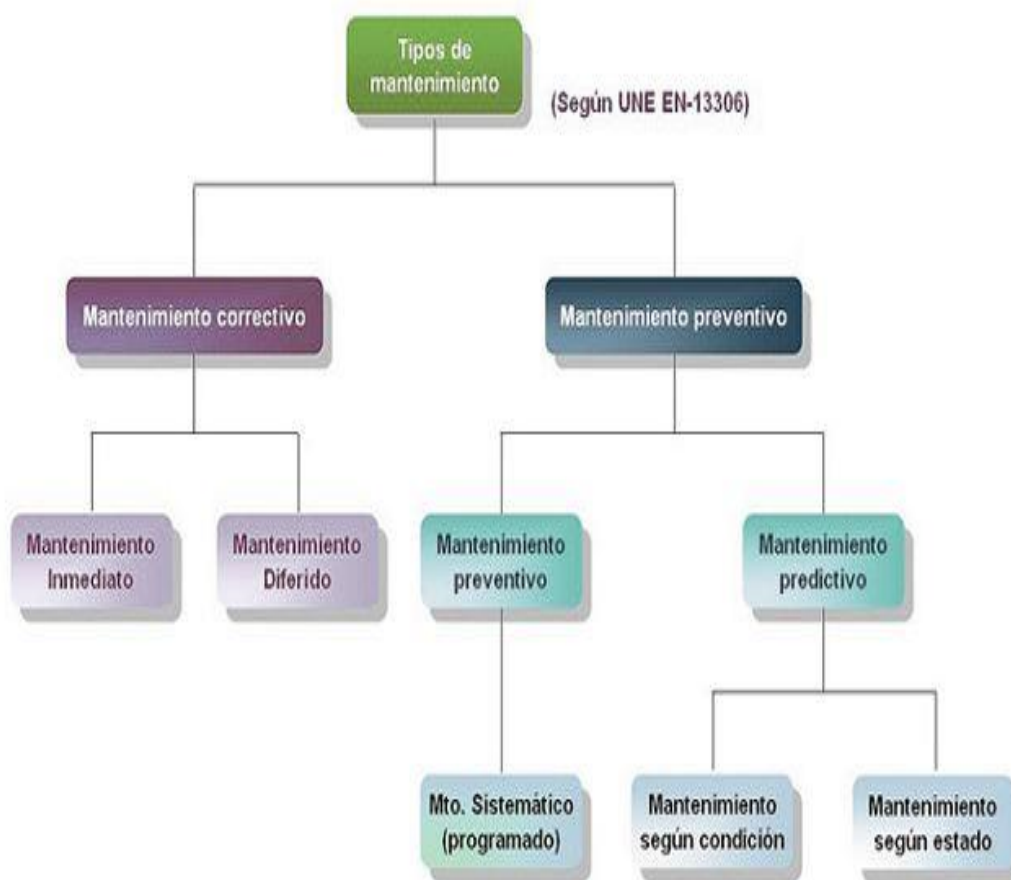 Tipos de
mantenimiento
(Según UNE EN-13306)
Mantenimiento correctivo
Mantenimiento preventivo
Mantenimiento
Inmediato
Mantenimiento
Diferido
Mantenimiento
preventivo
Mantenimiento
predictivo
Mto. Sistemático
(programado)
Mantenimiento
según condición
Mantenimiento
según estado